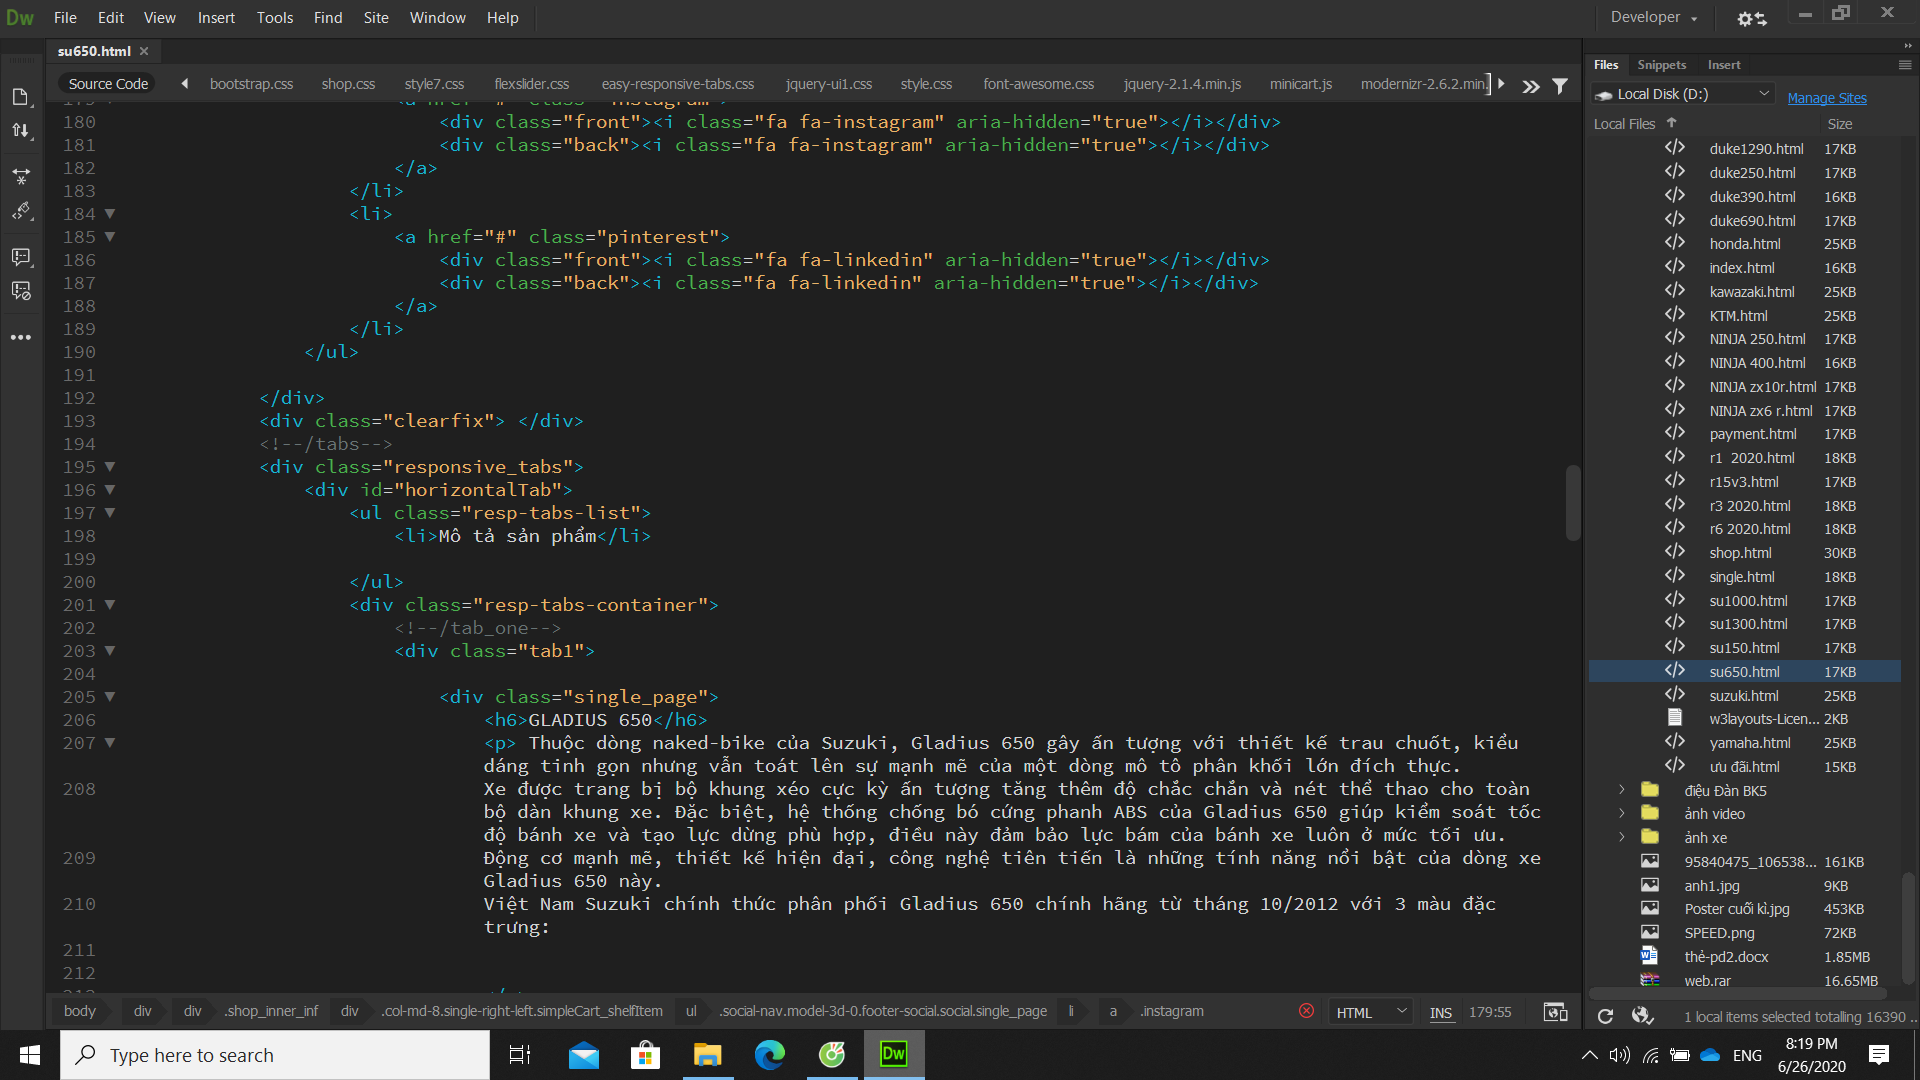 Dw File Edit View Insert Tools Find Site Window Help Developer
su650.html
Source Code bootstrap.css shop.css style7.css flexslider.css easy-responsive-tabs.css jquery-ui1.css style.css font-awesome.css jquery-2.1.4.min.js minicart.js modernizr-2.6.2.min.
180 <div class="front"><i class="fa fa-instagram" aria-hidden="true"></i></div>
181 <div class="back"><i class="fa fa-instagram" aria-hidden="true"></i></div>
182 </a>
183 </li>
184 <li>
185 <a href="#" class="pinterest">
186 <div class="front"><i class="fa fa-linkedin" aria-hidden="true"></i></div>
187 <div class="back"><i class="fa fa-linkedin" aria-hidden="true"></i></div>
188 </a>
189 </li>
190 </ul>
191
192 </div>
193 <div class="clearfix"> </div>
194 <!--/tabs-->
195 <div class="responsive_tabs">
196 <div id="horizontalTab">
197 <ul class="resp-tabs-list">
198 <li>Mô tả sản phẩm</li>
199
200 </ul>
201 <div class="resp-tabs-container">
202 <!--/tab_one-->
203 <div class="tab1">
204
205 <div class="single_page">
206 <h6>GLADIUS 650</h6>
207 <p> Thuộc dòng naked-bike của Suzuki, Gladius 650 gây ấn tượng với thiết kế trau chuốt, kiểu
dáng tinh gọn nhưng vẫn toát lên sự mạnh mẽ của một dòng mô tô phân khối lớn đích thực.
208 Xe được trang bị bộ khung xéo cực kỳ ấn tượng tăng thêm độ chắc chắn và nét thể thao cho toàn
bộ dàn khung xe. Đặc biệt, hệ thống chống bó cứng phanh ABS của Gladius 650 giúp kiểm soát tốc
độ bánh xe và tạo lực dừng phù hợp, điều này đảm bảo lực bám của bánh xe luôn ở mức tối ưu.
209 Động cơ mạnh mẽ, thiết kế hiện đại, công nghệ tiên tiến là những tính năng nổi bật của dòng xe
Gladius 650 này.
210 Việt Nam Suzuki chính thức phân phối Gladius 650 chính hãng từ tháng 10/2012 với 3 màu đặc
trưng:
211
212
body div div .shop_inner_inf div .col-md-8.single-right-left.simpleCart_shelfItem ul .social-nav.model-3d-0.footer-social.social.single_page li a .instagram HTML INS 179:55
Files Snippets Insert
Local Disk (D:) Manage Sites
Local Files Size
duke1290.html 17KB
duke250.html 17KB
duke390.html 16KB
duke690.html 17KB
honda.html 25KB
index.html 16KB
kawazaki.html 25KB
KTM.html 25KB
NINJA 250.html 17KB
NINJA 400.html 16KB
NINJA zx10r.html 17KB
NINJA zx6 r.html 17KB
payment.html 17KB
r1 2020.html 18KB
r15v3.html 17KB
r3 2020.html 18KB
r6 2020.html 18KB
shop.html 30KB
single.html 18KB
su1000.html 17KB
su1300.html 17KB
su150.html 17KB
su650.html 17KB
suzuki.html 25KB
w3layouts-Licen... 2KB
yamaha.html 25KB
ưu đãi.html 15KB
điệu Đàn BK5
ảnh video
ảnh xe
95840475_106538... 161KB
anh1.jpg 9KB
Poster cuối kì.jpg 453KB
SPEED.png 72KB
thẻ-pd2.docx 1.85MB
web.rar 16.65MB
1 local items selected totalling 16390 ..
Type here to search Dw ENG 8:19 PM
6/26/2020